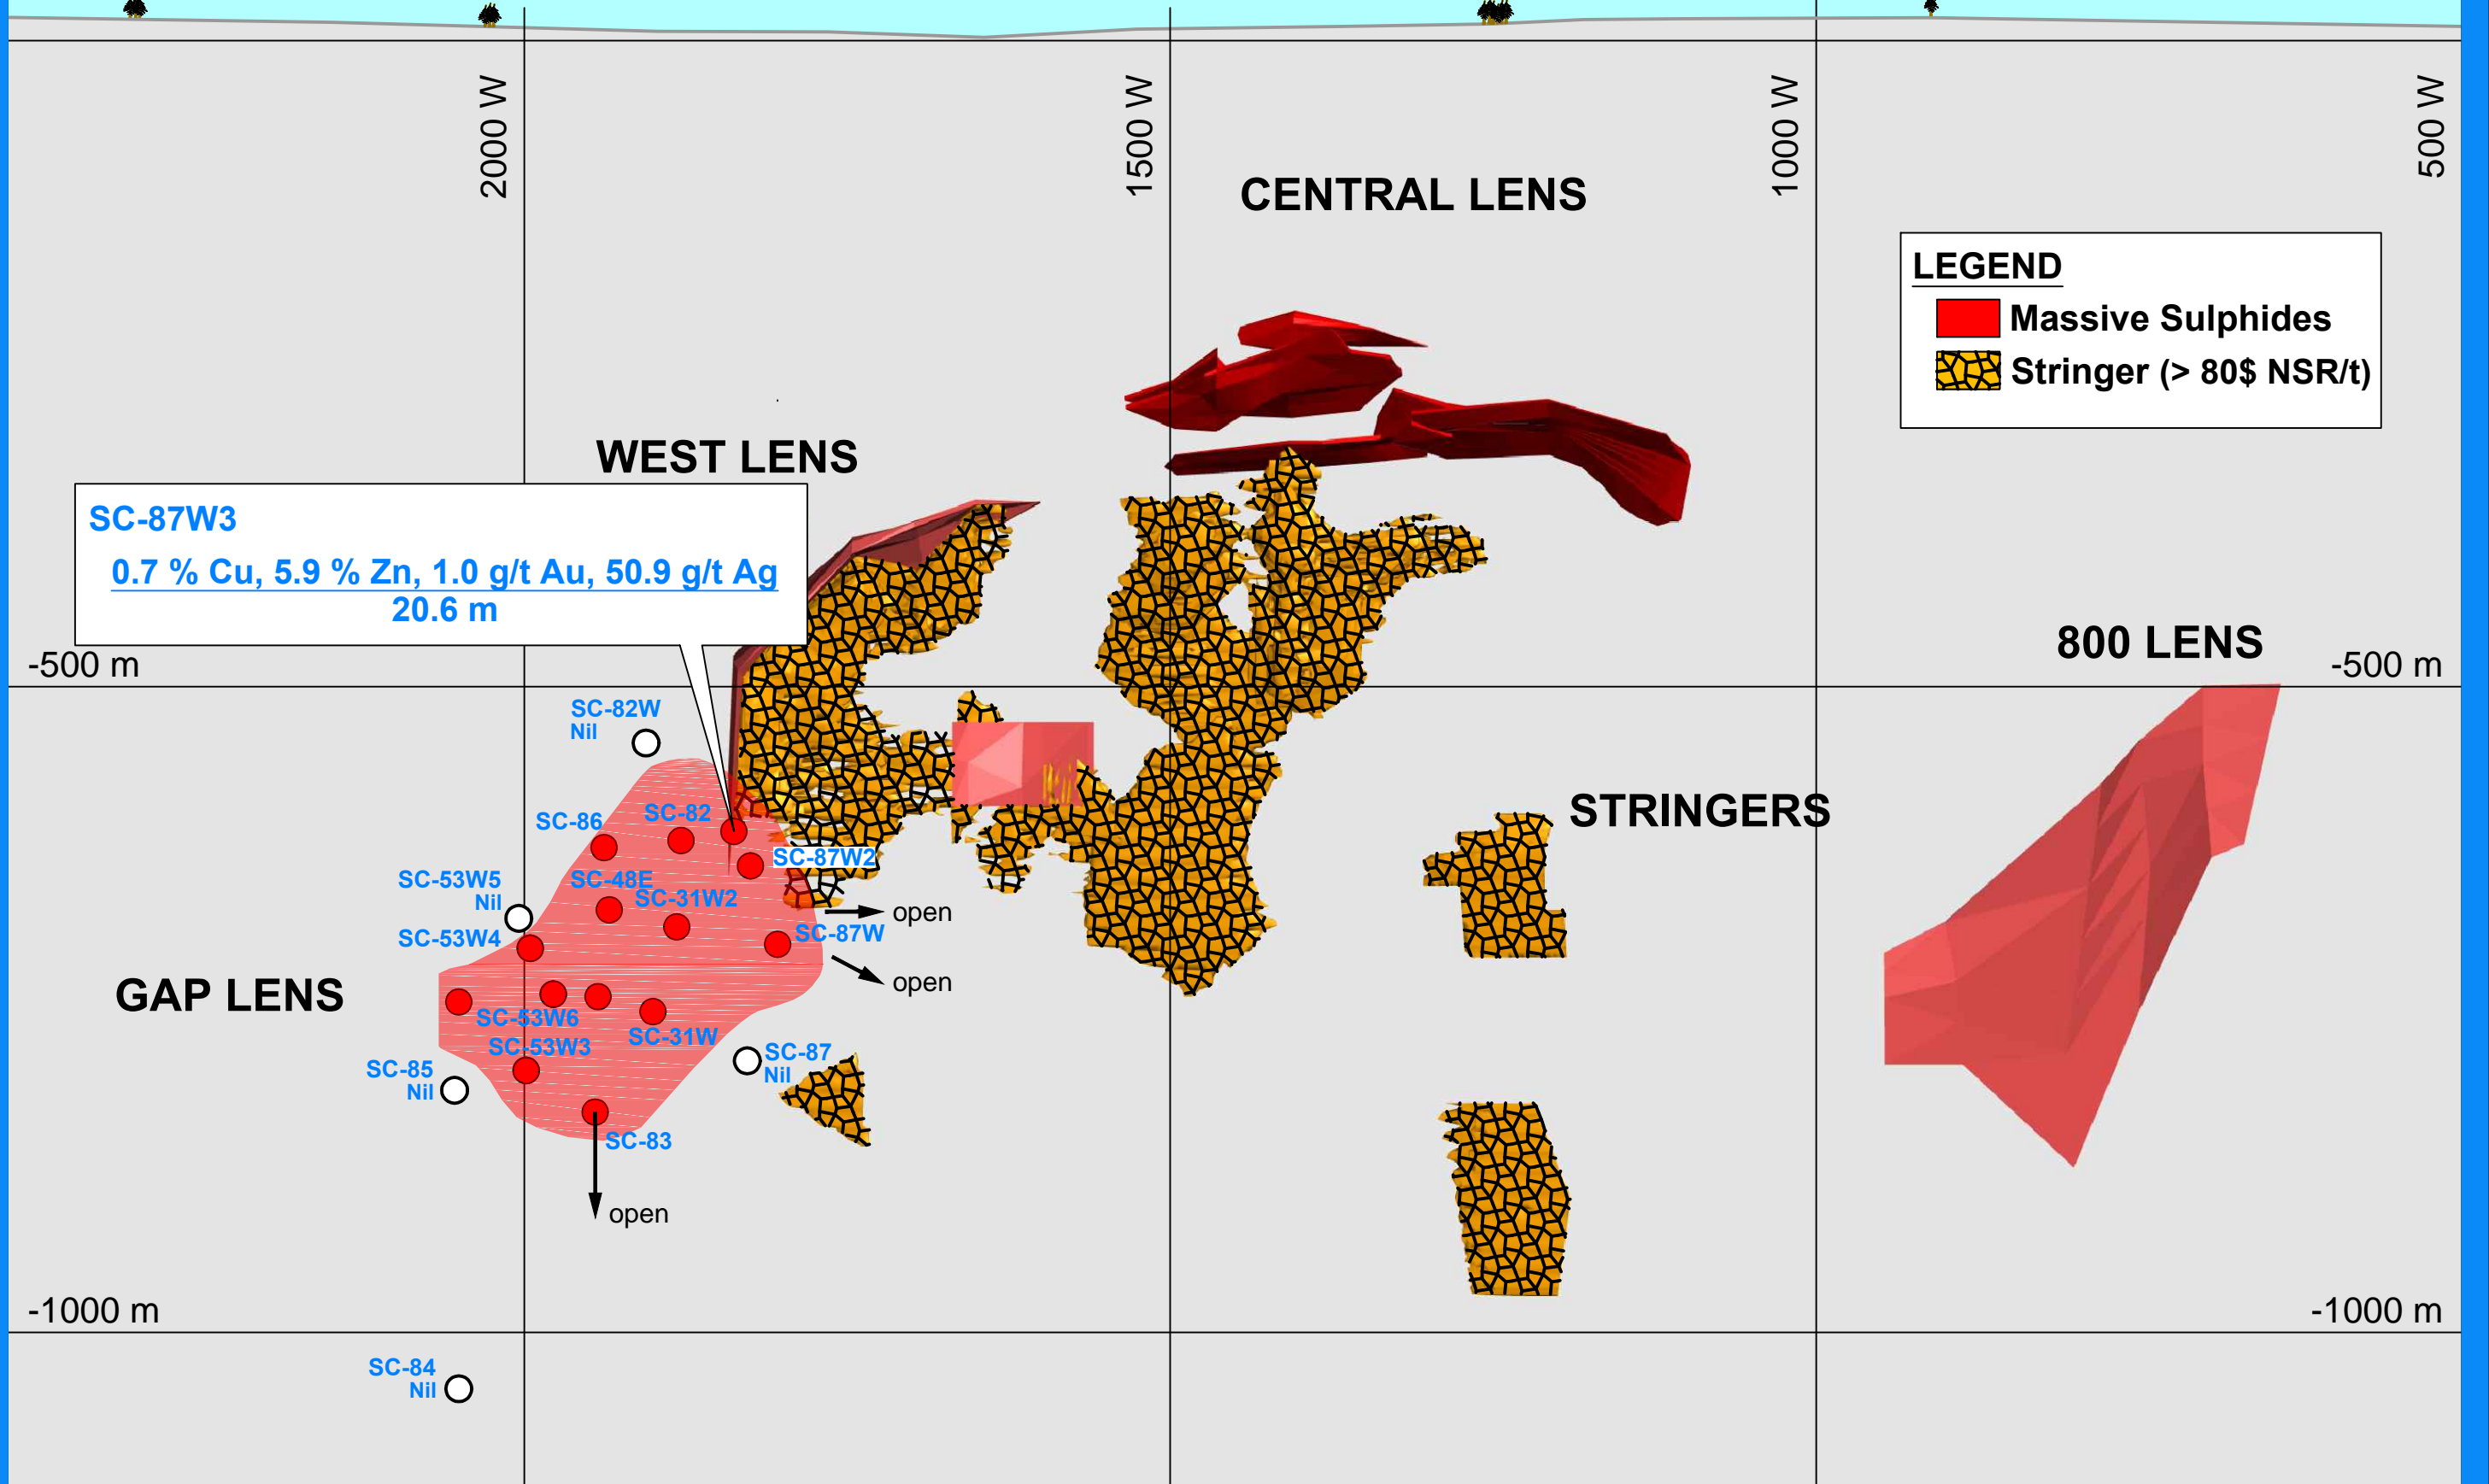 2000 W
1500 W
1000 W
500 W
CENTRAL LENS
LEGEND
Massive Sulphides
Stringer (> 80$ NSR/t)
WEST LENS
SC-87W3
0.7 % Cu, 5.9 % Zn, 1.0 g/t Au, 50.9 g/t Ag
20.6 m
800 LENS
-500 m
-500 m
SC-82W
Nil
STRINGERS
SC-86
SC-82
SC-87W2
SC-53W5
Nil
SC-48E
SC-31W2
open
SC-53W4
SC-87W
open
GAP LENS
SC-53W6
SC-31W
SC-53W3
SC-87
Nil
SC-85
Nil
SC-83
open
-1000 m
-1000 m
SC-84
Nil